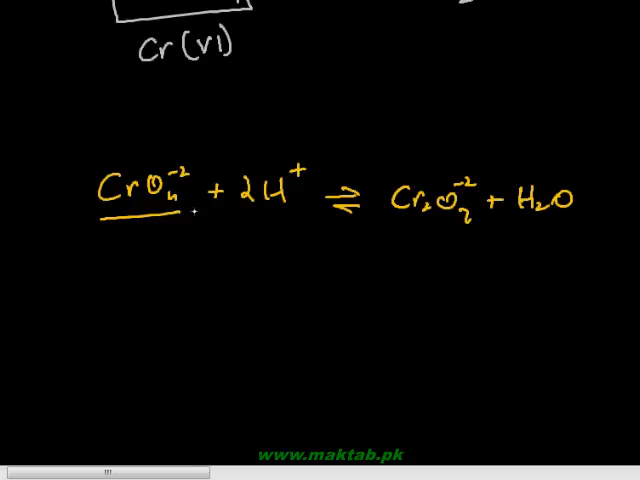 Cr(VI)
CrO₄⁻² + 2H⁺ ⇌ Cr₂O₇⁻² + H₂O
www.maktab.pk